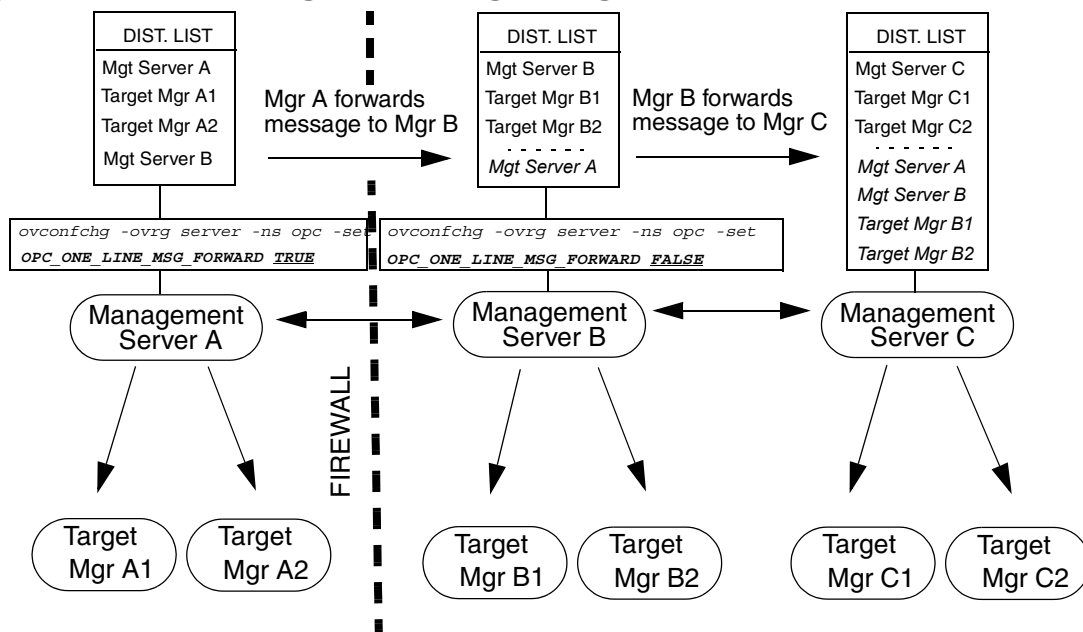 DIST. LIST
Mgt Server A
Target Mgr A1
Target Mgr A2
Mgt Server B
Mgr A forwards
message to Mgr B
DIST. LIST
Mgt Server B
Target Mgr B1
Target Mgr B2
Mgt Server A
Mgr B forwards
message to Mgr C
DIST. LIST
Mgt Server C
Target Mgr C1
Target Mgr C2
Mgt Server A
Mgt Server B
Target Mgr B1
Target Mgr B2
ovconfchg -ovrg server -ns opc -set
OPC_ONE_LINE_MSG_FORWARD TRUE
ovconfchg -ovrg server -ns opc -set
OPC_ONE_LINE_MSG_FORWARD FALSE
Management
Server A
Management
Server B
Management
Server C
FIREWALL
Target
Mgr A1
Target
Mgr A2
Target
Mgr B1
Target
Mgr B2
Target
Mgr C1
Target
Mgr C2